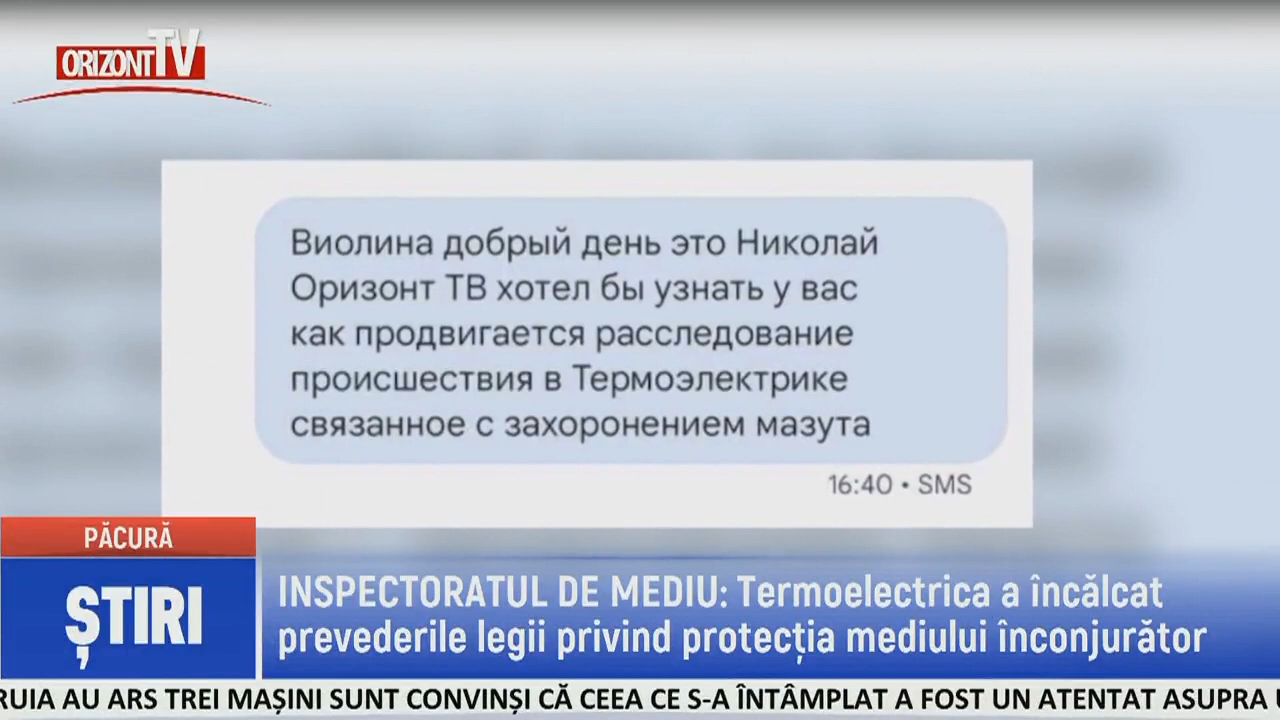 ORIZONT TV
Виолина добрый день это Николай
Оризонт ТВ хотел бы узнать у вас
как продвигается расследование
происшествия в Термоэлектрике
связанное с захоронением мазута
16:40 • SMS
PĂCURĂ
ȘTIRI
INSPECTORATUL DE MEDIU: Termoelectrica a încălcat
prevederile legii privind protecția mediului înconjurător
RUIA AU ARS TREI MAȘINI SUNT CONVINȘI CĂ CEEA CE S-A ÎNTÂMPLAT A FOST UN ATENTAT ASUPRA